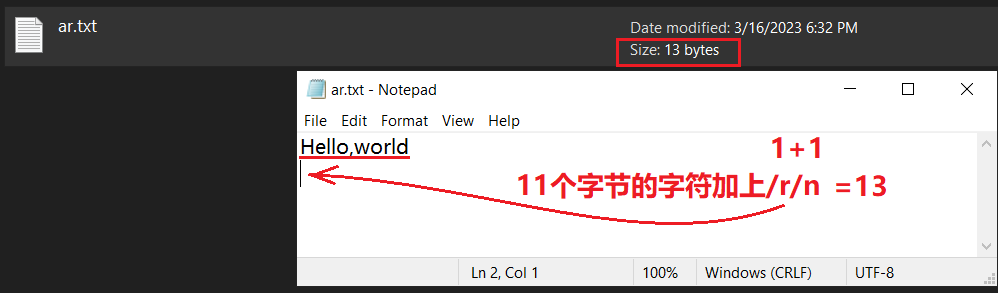 ar.txt
Date modified: 3/16/2023 6:32 PM
Size: 13 bytes
ar.txt - Notepad
File Edit Format View Help
Hello,world
1+1
11个字节的字符加上/r/n =13
Ln 2, Col 1
100%
Windows (CRLF)
UTF-8